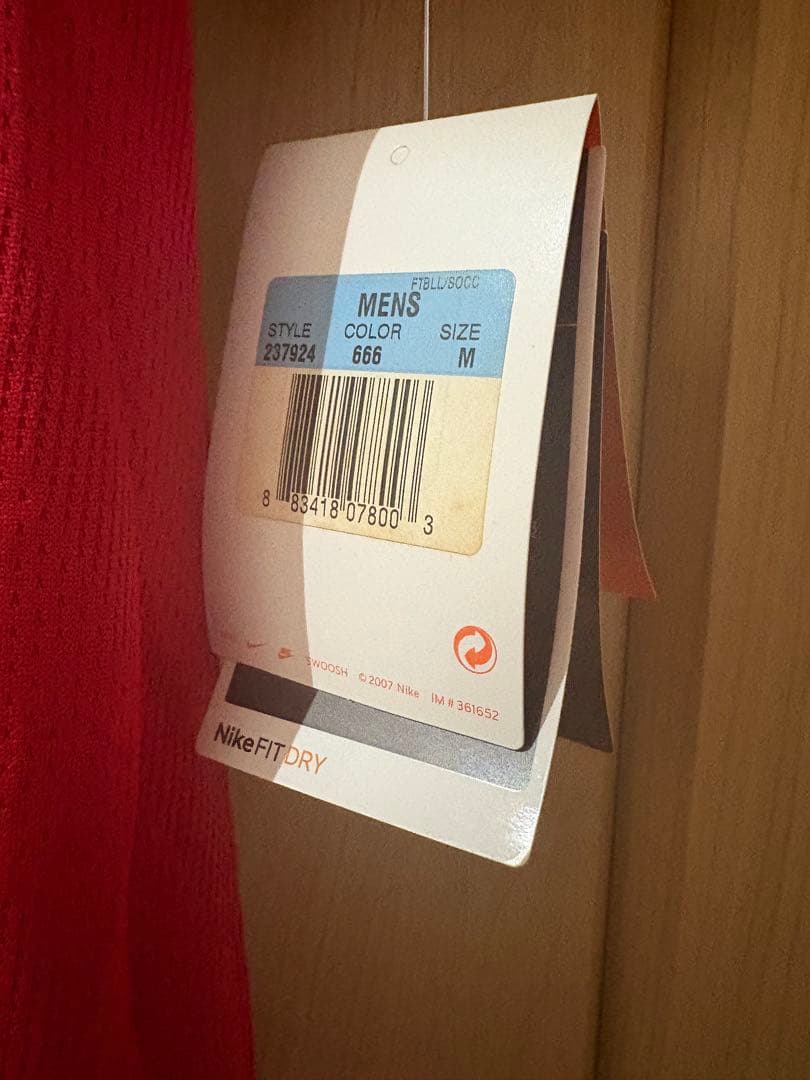 FTBLL/SOCC
MENS
STYLE COLOR SIZE
237924 666 M
8 83418 07800 3
SWOOSH © 2007 Nike IM # 361652
NikeFITDRY